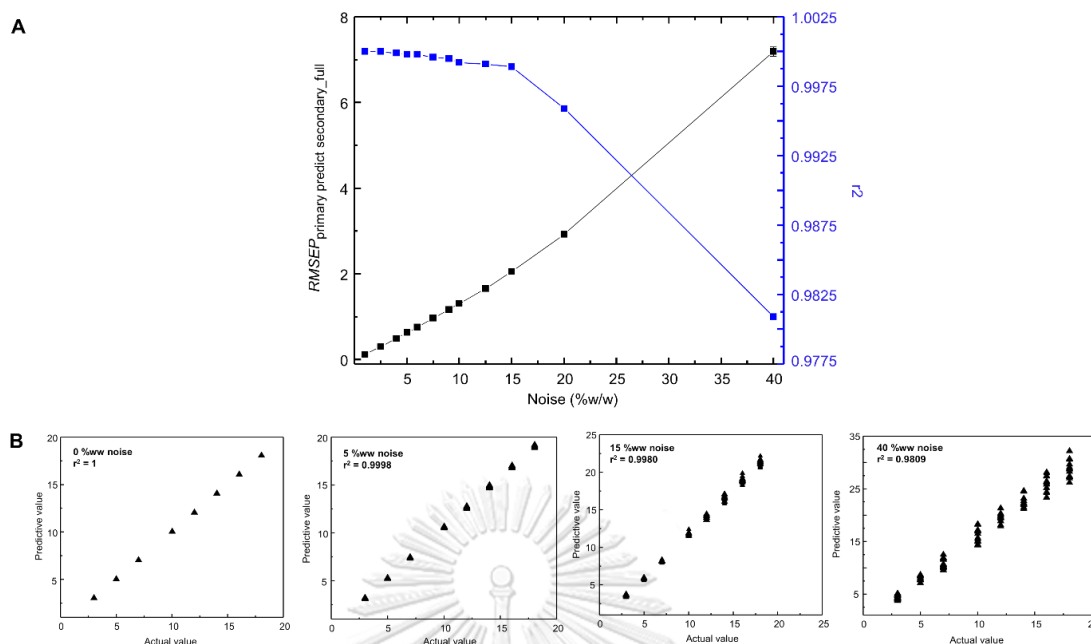 A
RMSEP primary predict secondary_full
8
6
4
2
0
5 10 15 20 25 30 35 40
Noise (%w/w)
1.0025
0.9975
0.9925
0.9875
0.9825
0.9775
r2
B
0 %ww noise
r² = 1
Predictive value
20
15
10
5
0 5 10 15 20
Actual value
5 %ww noise
r² = 0.9998
Predictive value
20
15
10
5
0 5 10 15 20
Actual value
15 %ww noise
r² = 0.9980
Predictive value
25
20
15
10
5
0 5 10 15 20 25
Actual value
40 %ww noise
r² = 0.9809
Predictive value
35
25
15
5
0 5 10 15 20
Actual value